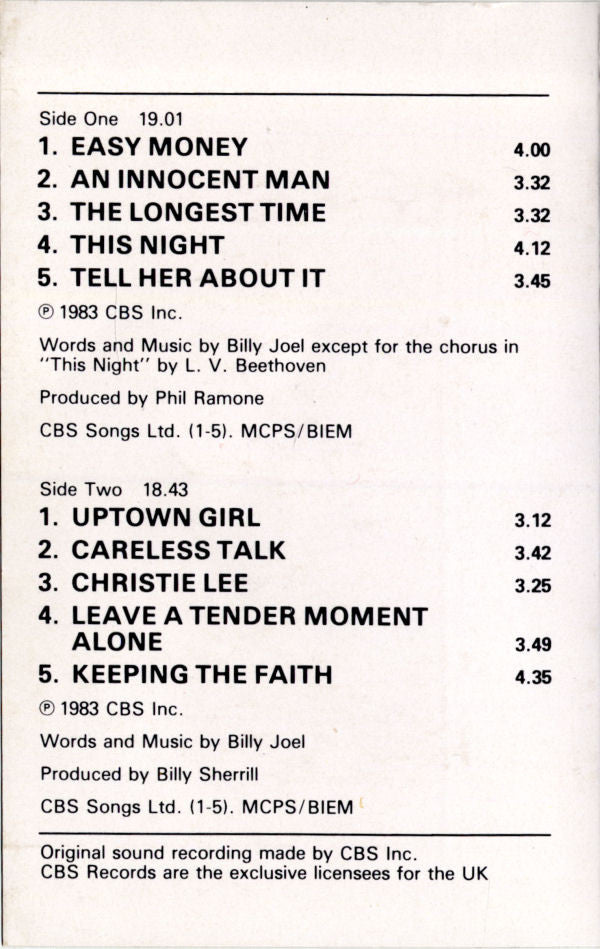 Side One 19.01
1. EASY MONEY 4.00
2. AN INNOCENT MAN 3.32
3. THE LONGEST TIME 3.32
4. THIS NIGHT 4.12
5. TELL HER ABOUT IT 3.45
℗ 1983 CBS Inc.
Words and Music by Billy Joel except for the chorus in
"This Night" by L. V. Beethoven
Produced by Phil Ramone
CBS Songs Ltd. (1-5). MCPS/BIEM
Side Two 18.43
1. UPTOWN GIRL 3.12
2. CARELESS TALK 3.42
3. CHRISTIE LEE 3.25
4. LEAVE A TENDER MOMENT
ALONE 3.49
5. KEEPING THE FAITH 4.35
℗ 1983 CBS Inc.
Words and Music by Billy Joel
Produced by Billy Sherrill
CBS Songs Ltd. (1-5). MCPS/BIEM
Original sound recording made by CBS Inc.
CBS Records are the exclusive licensees for the UK